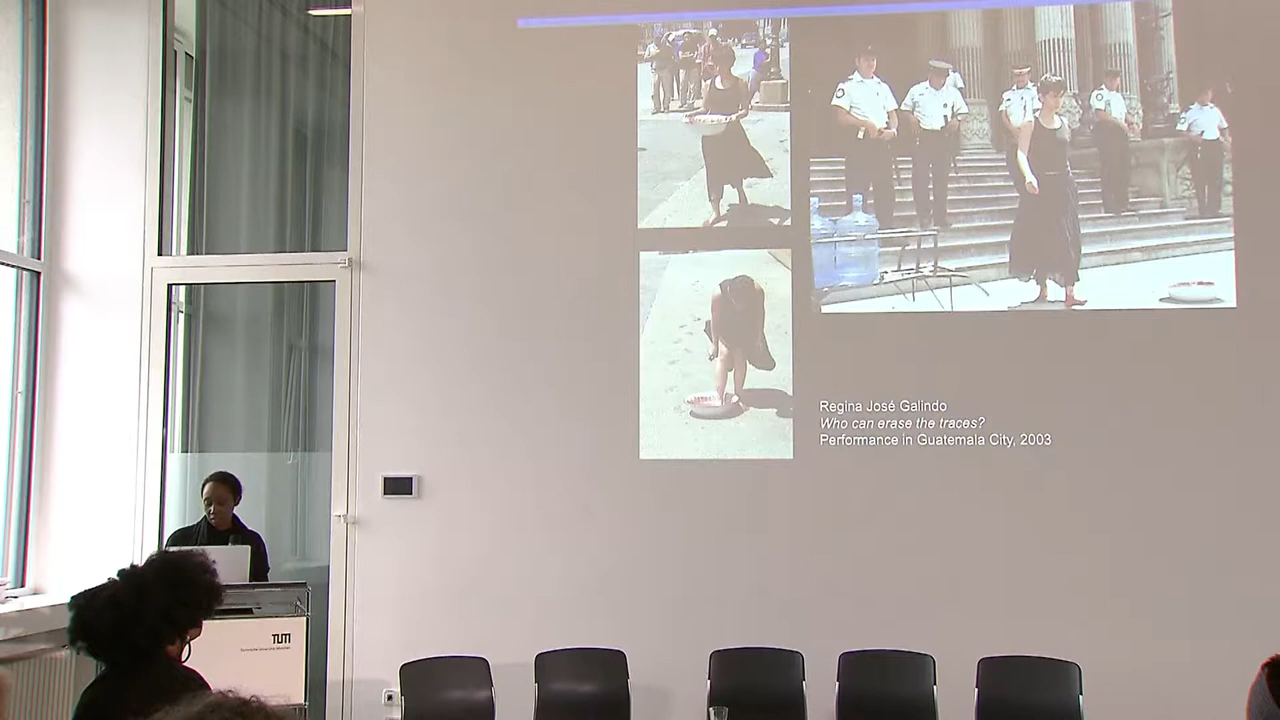 Regina José Galindo
Who can erase the traces?
Performance in Guatemala City, 2003
TUM